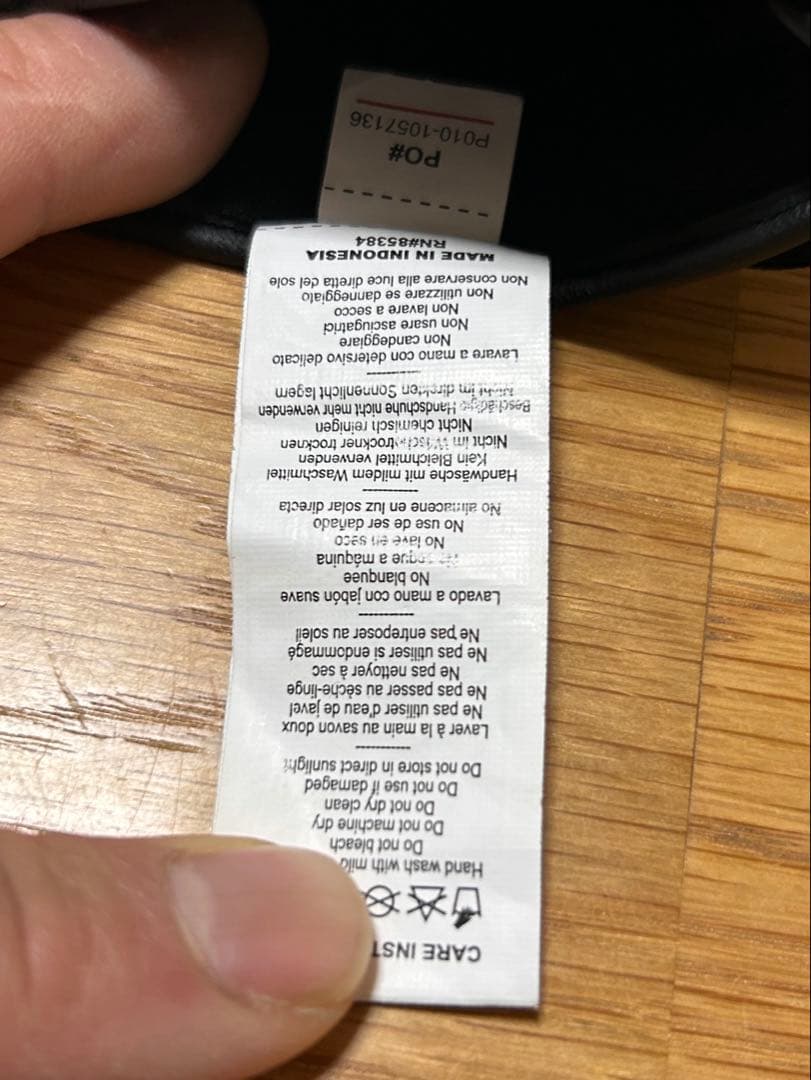 CARE INST
Hand wash with mild
Do not bleach
Do not machine dry
Do not dry clean
Do not use if damaged
Do not store in direct sunlight
----------
Laver à la main au savon doux
Ne pas utiliser d'eau de javel
Ne pas passer au sèche-linge
Ne pas nettoyer à sec
Ne pas utiliser si endommagé
Ne pas entreposer au soleil
----------
Lavado a mano con jabón suave
No blanquee
No seque a máquina
No lave en seco
No use de ser dañado
No almacene en luz solar directa
----------
Handwäsche mit mildem Waschmittel
Kein Bleichmittel verwenden
Nicht im Wäschetrockner trocknen
Nicht chemisch reinigen
Beschädigte Handschuhe nicht mehr verwenden
Nicht im direkten Sonnenlicht lagern
----------
Lavare a mano con detersivo delicato
Non candeggiare
Non usare asciugatrici
Non lavare a secco
Non utilizzare se danneggiato
Non conservare alla luce diretta del sole
MADE IN INDONESIA
RN#85384
PO#
P010-1057136